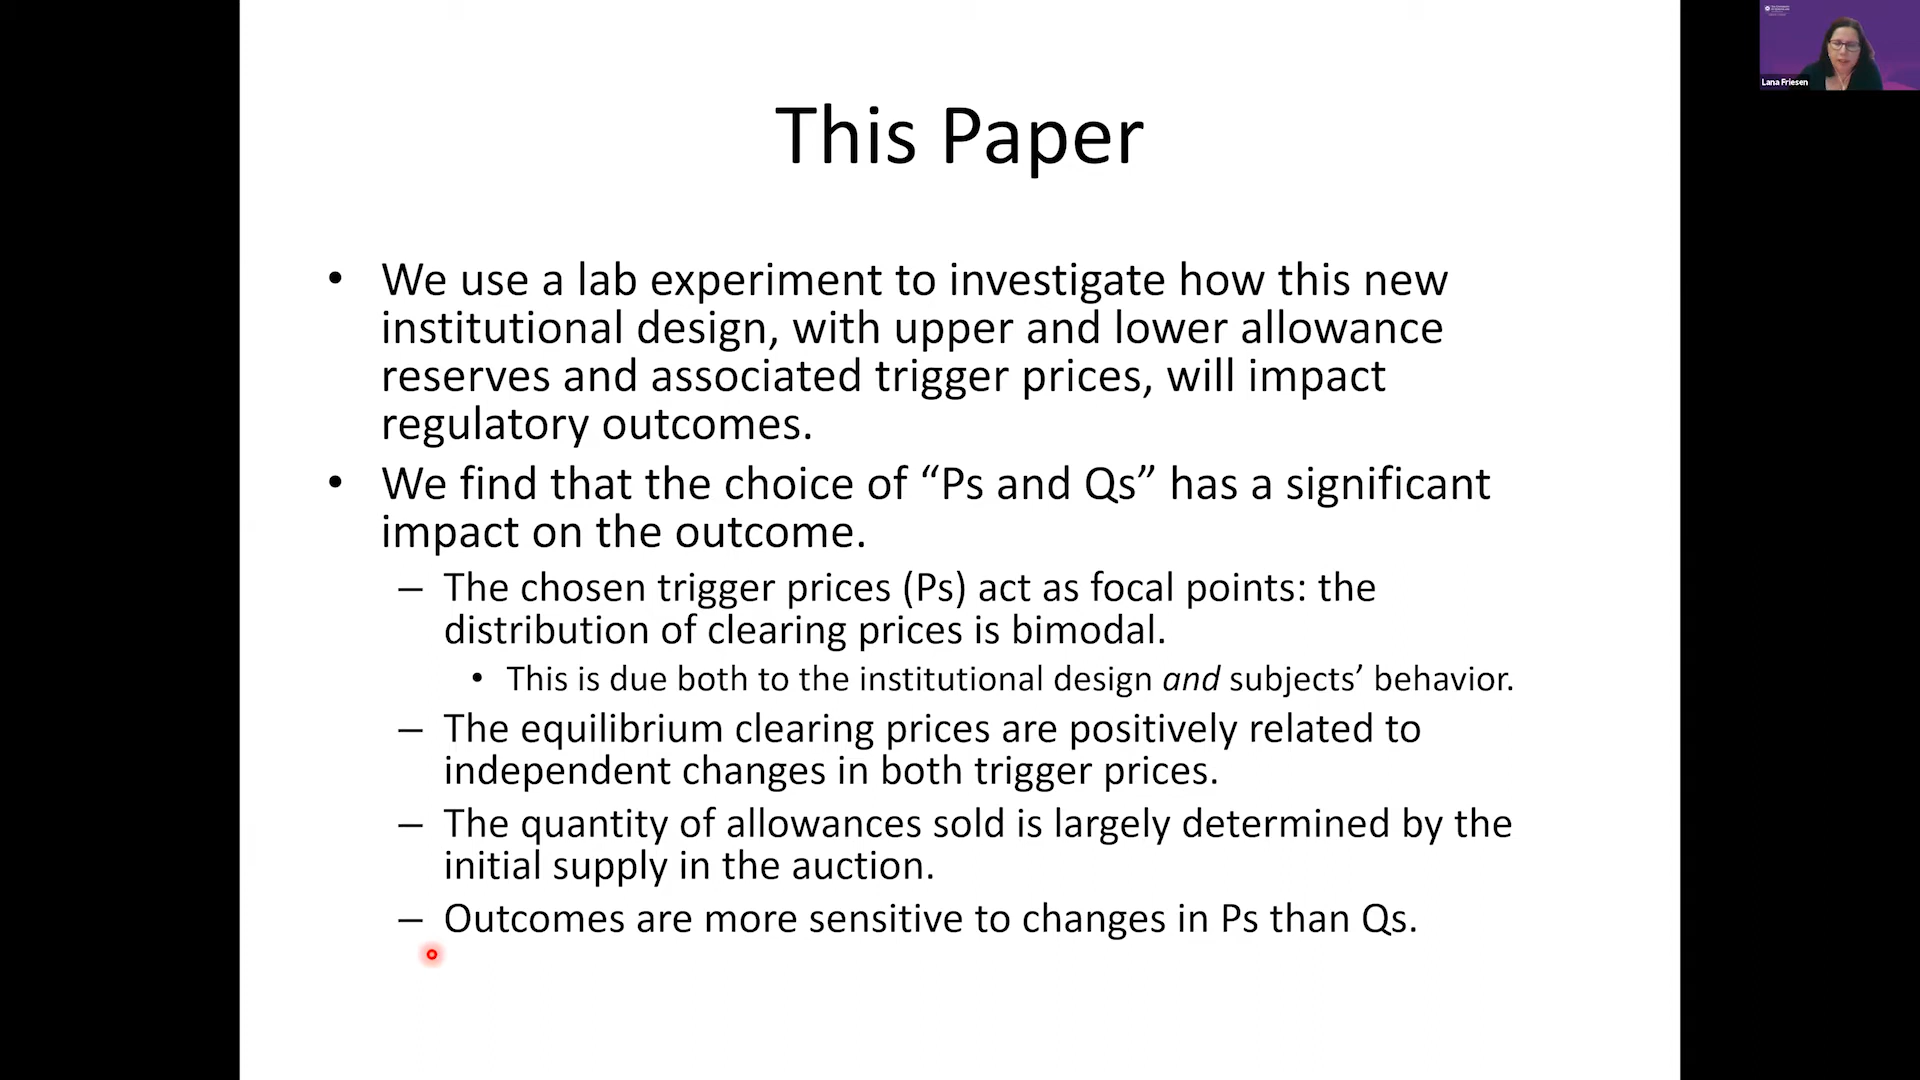 This Paper
• We use a lab experiment to investigate how this new
institutional design, with upper and lower allowance
reserves and associated trigger prices, will impact
regulatory outcomes.
• We find that the choice of “Ps and Qs” has a significant
impact on the outcome.
– The chosen trigger prices (Ps) act as focal points: the
distribution of clearing prices is bimodal.
• This is due both to the institutional design and subjects’ behavior.
– The equilibrium clearing prices are positively related to
independent changes in both trigger prices.
– The quantity of allowances sold is largely determined by the
initial supply in the auction.
– Outcomes are more sensitive to changes in Ps than Qs.
Lana Friesen